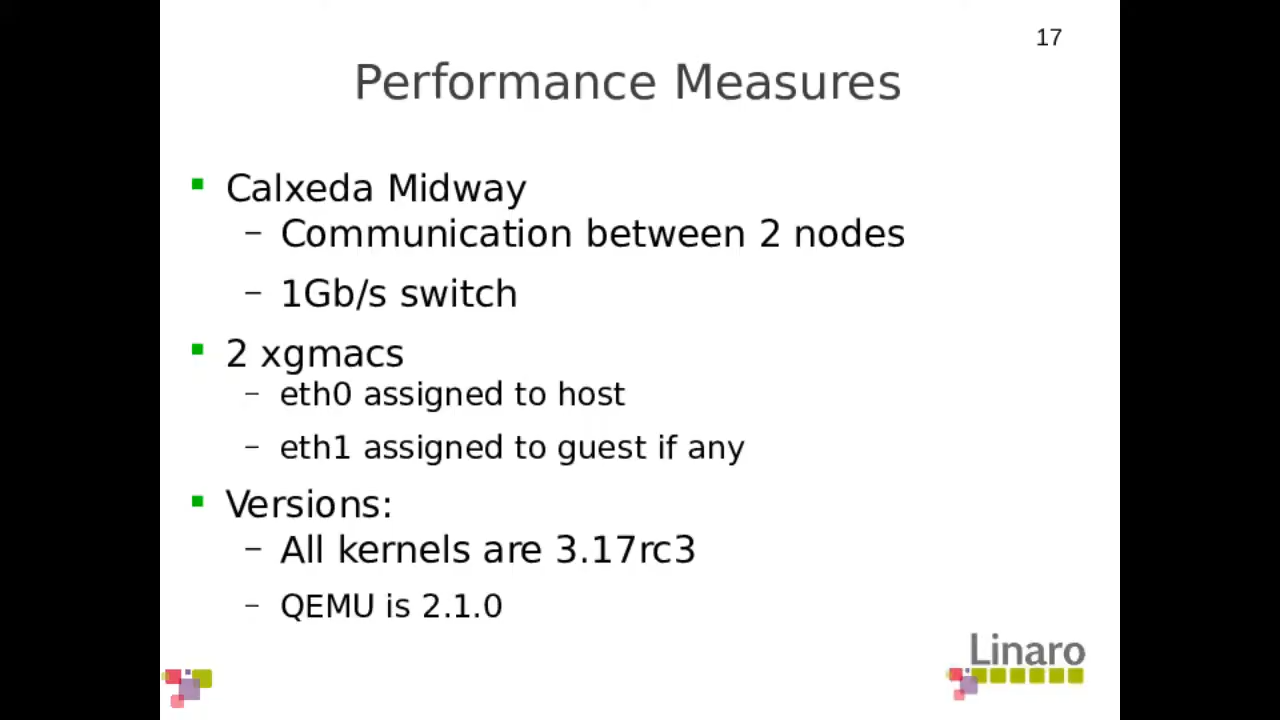 17
Performance Measures
Calxeda Midway
– Communication between 2 nodes
– 1Gb/s switch
2 xgmacs
– eth0 assigned to host
– eth1 assigned to guest if any
Versions:
– All kernels are 3.17rc3
– QEMU is 2.1.0
Linaro